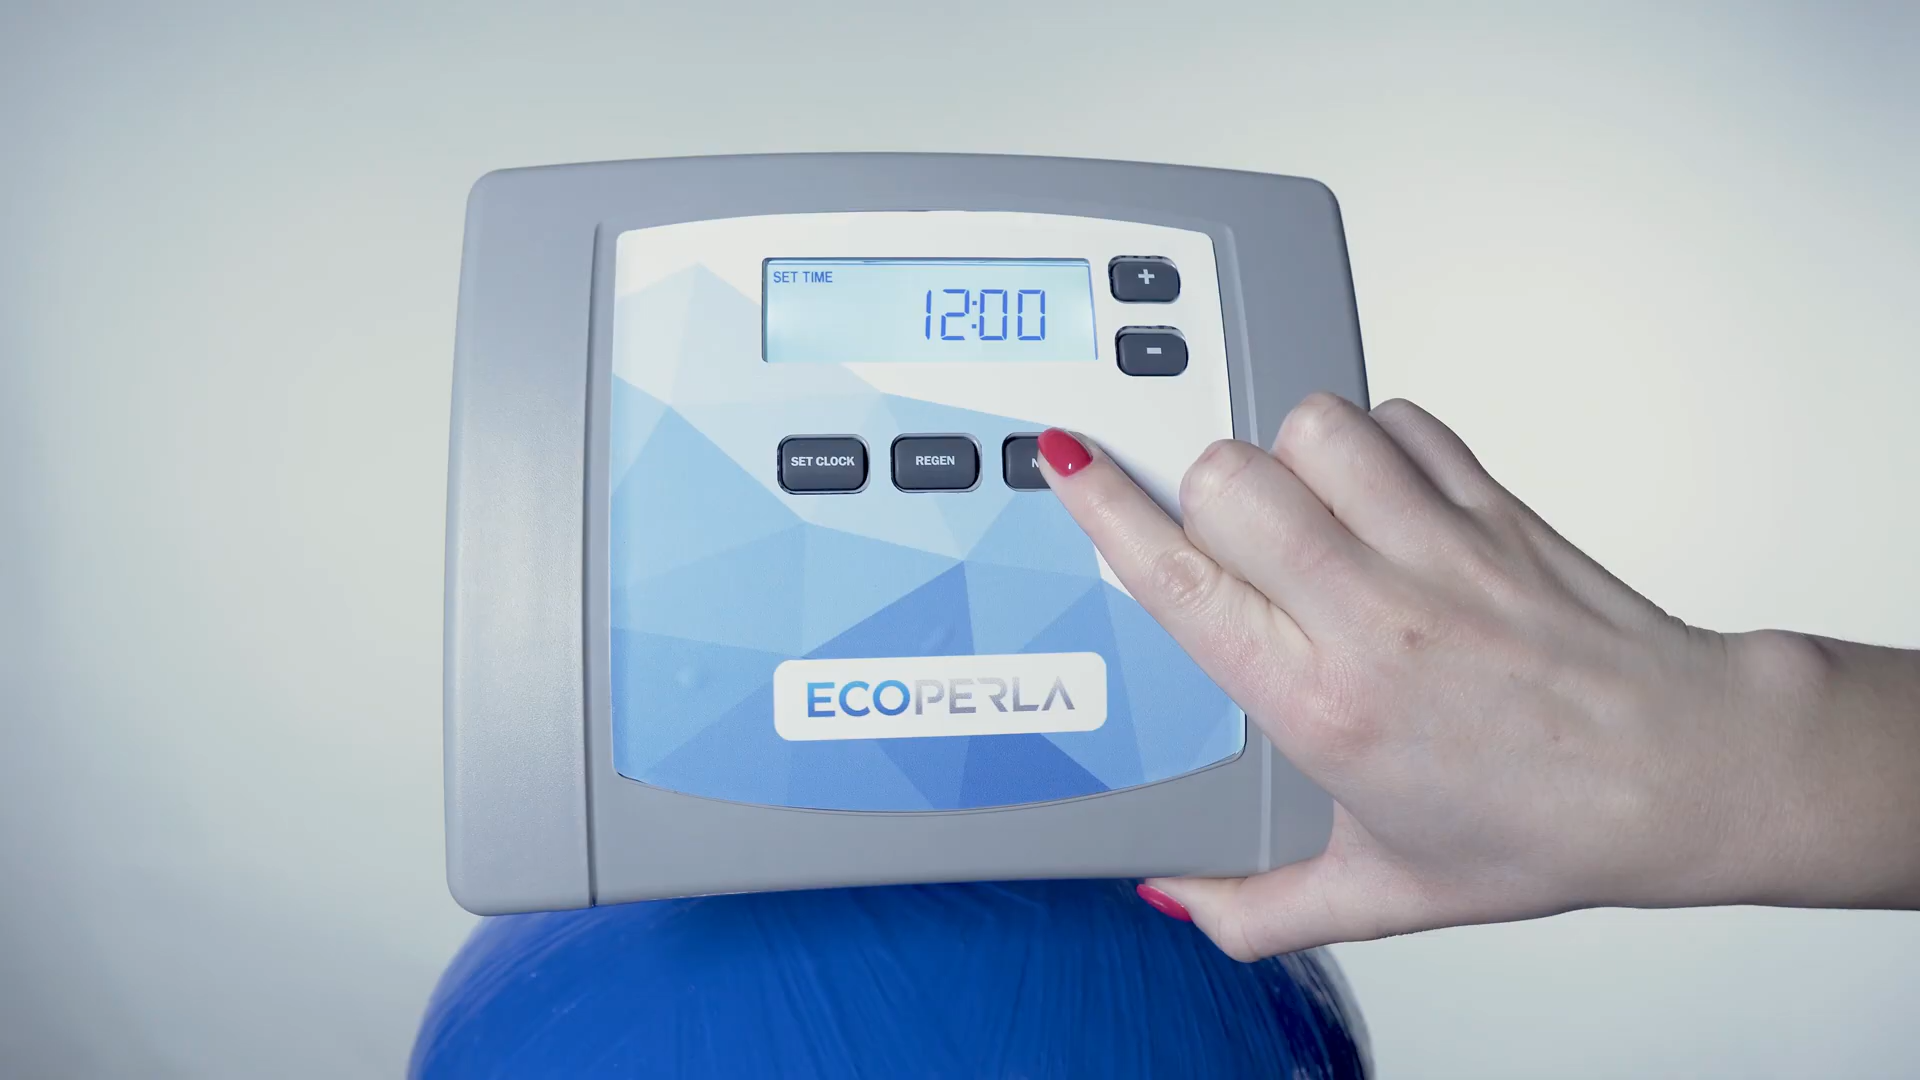 SET TIME
12:00
+
-
SET CLOCK
REGEN
ECOPERLA